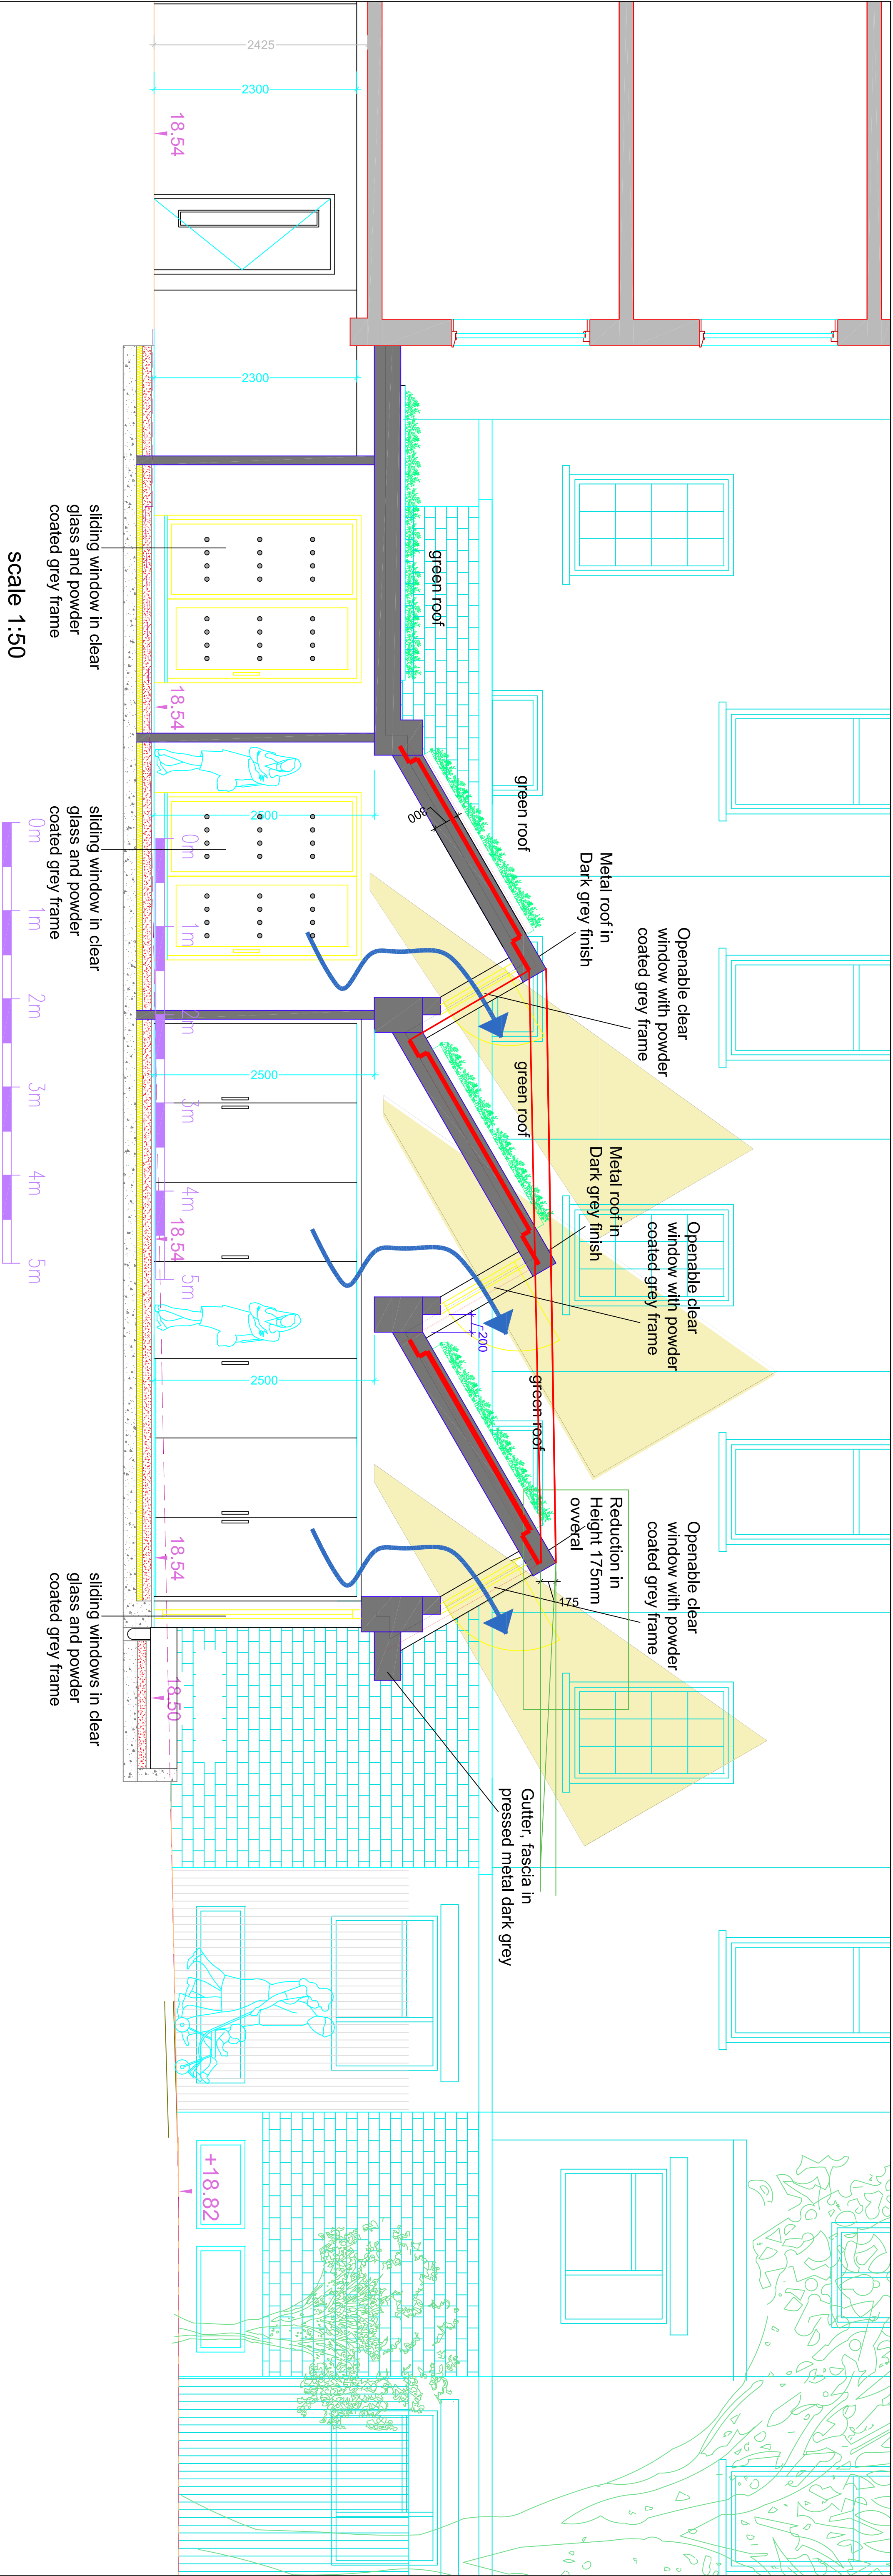 2425
2300
18.54
2300
green roof
sliding window in clear
glass and powder
coated grey frame
scale 1:50
18.54
green roof
300
2500
sliding window in clear
glass and powder
coated grey frame
Metal roof in
Dark grey finish
Openable clear
window with powder
coated grey frame
green roof
2500
0m
1m
2m
3m
4m
5m
0m
1m
2m
3m
4m
5m
18.54
Metal roof in
Dark grey finish
Openable clear
window with powder
coated grey frame
200
2500
green roof
Reduction in
Height 175mm
ovveral
175
Openable clear
window with powder
coated grey frame
18.54
sliding windows in clear
glass and powder
coated grey frame
18.50
Gutter, fascia in
pressed metal dark grey
+18.82